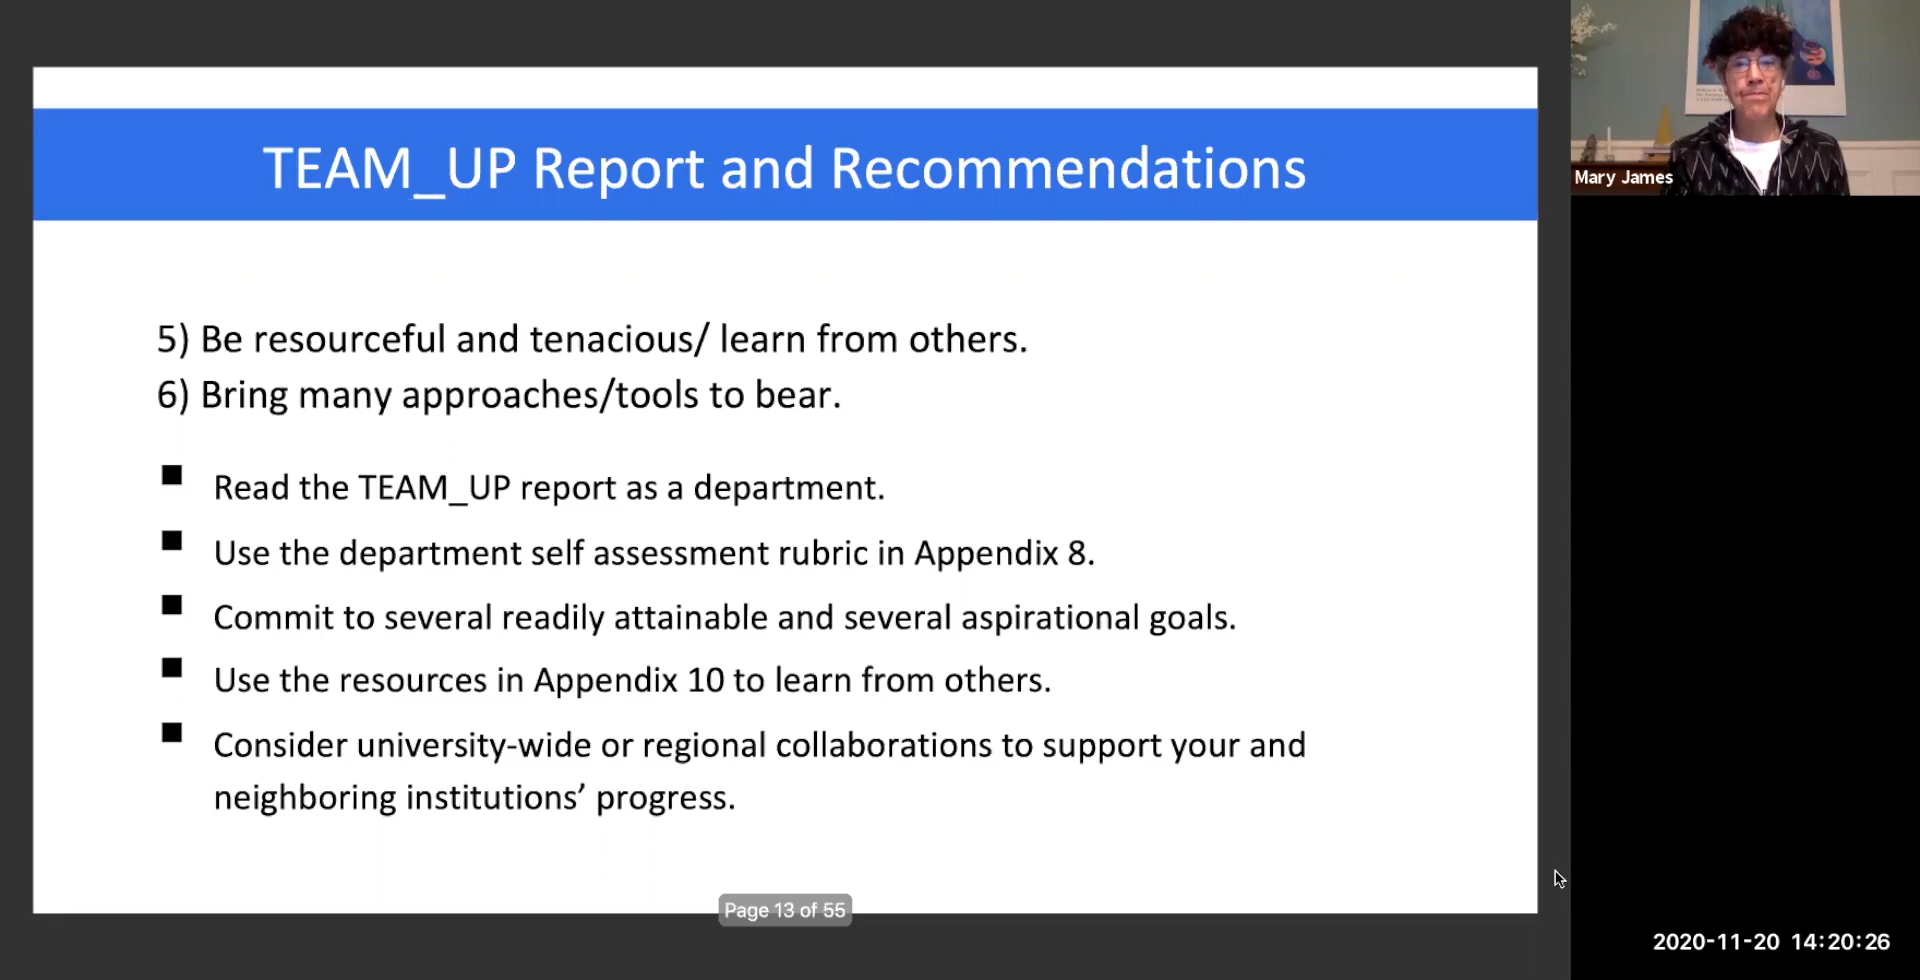 TEAM_UP Report and Recommendations
5) Be resourceful and tenacious/ learn from others.
6) Bring many approaches/tools to bear.
■ Read the TEAM_UP report as a department.
■ Use the department self assessment rubric in Appendix 8.
■ Commit to several readily attainable and several aspirational goals.
■ Use the resources in Appendix 10 to learn from others.
■ Consider university-wide or regional collaborations to support your and
neighboring institutions’ progress.
Page 13 of 55
Mary James
2020-11-20 14:20:26